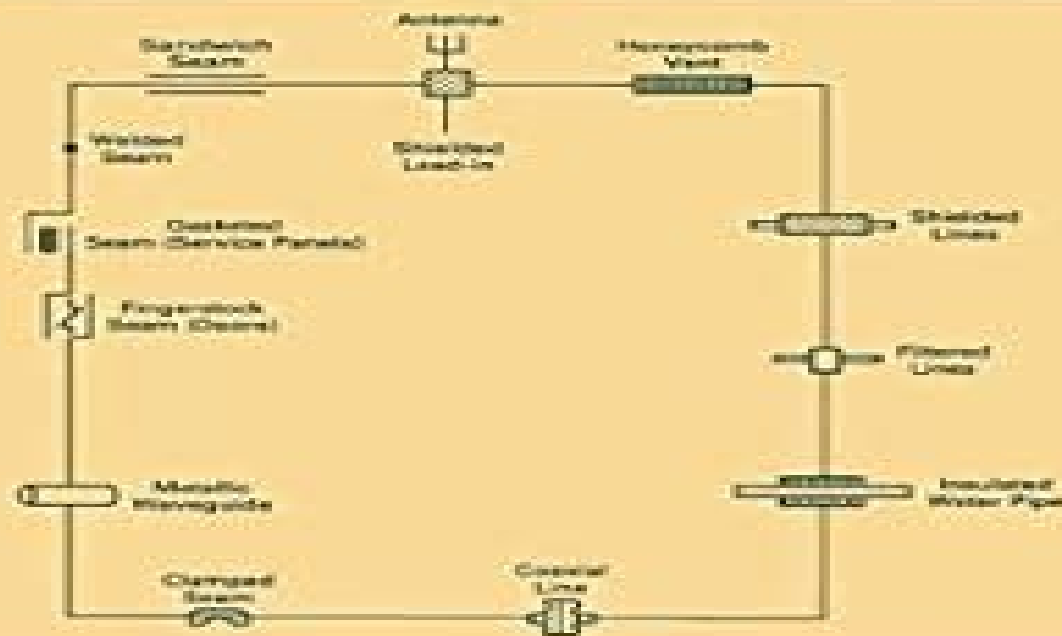 Antenna
Sandwich
Seam
Honeycomb
Vent
Welded
Seam
Shielded
Lead-in
Gasketed
Seam (Service Panels)
Shielded
Lines
Fingerstock
Seam (Doors)
Filtered
Lines
Metallic
Waveguide
Insulated
Water Pipe
Clamped
Seam
Coaxial
Line